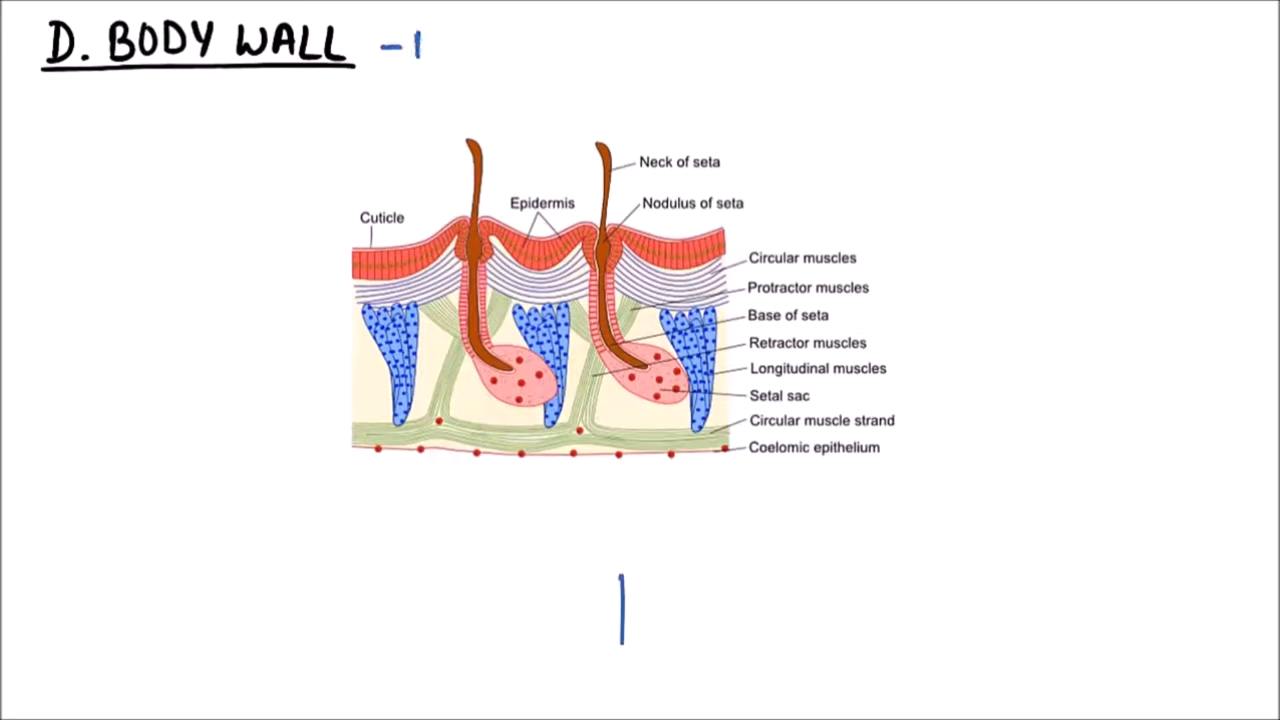 D. BODY WALL - I
Neck of seta
Cuticle
Epidermis
Nodulus of seta
Circular muscles
Protractor muscles
Base of seta
Retractor muscles
Longitudinal muscles
Setal sac
Circular muscle strand
Coelomic epithelium